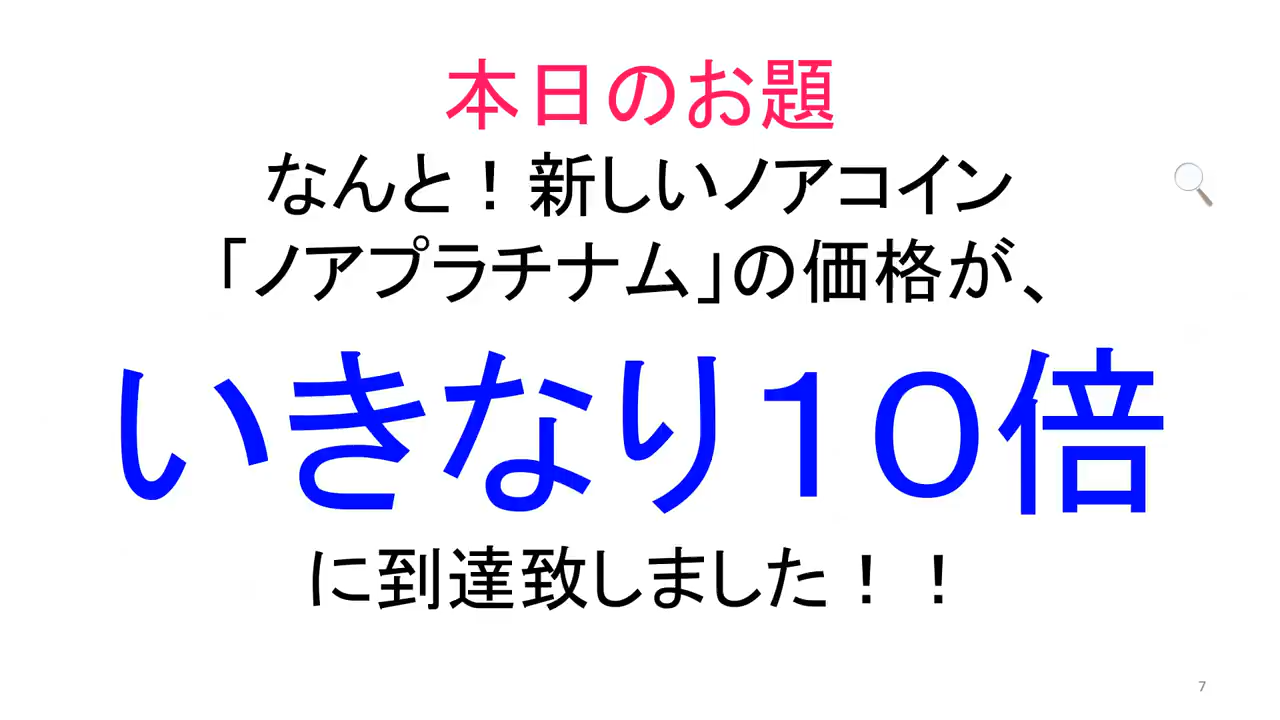 本日のお題
なんと！新しいノアコイン
「ノアプラチナム」の価格が、
いきなり１０倍
に到達致しました！！
7